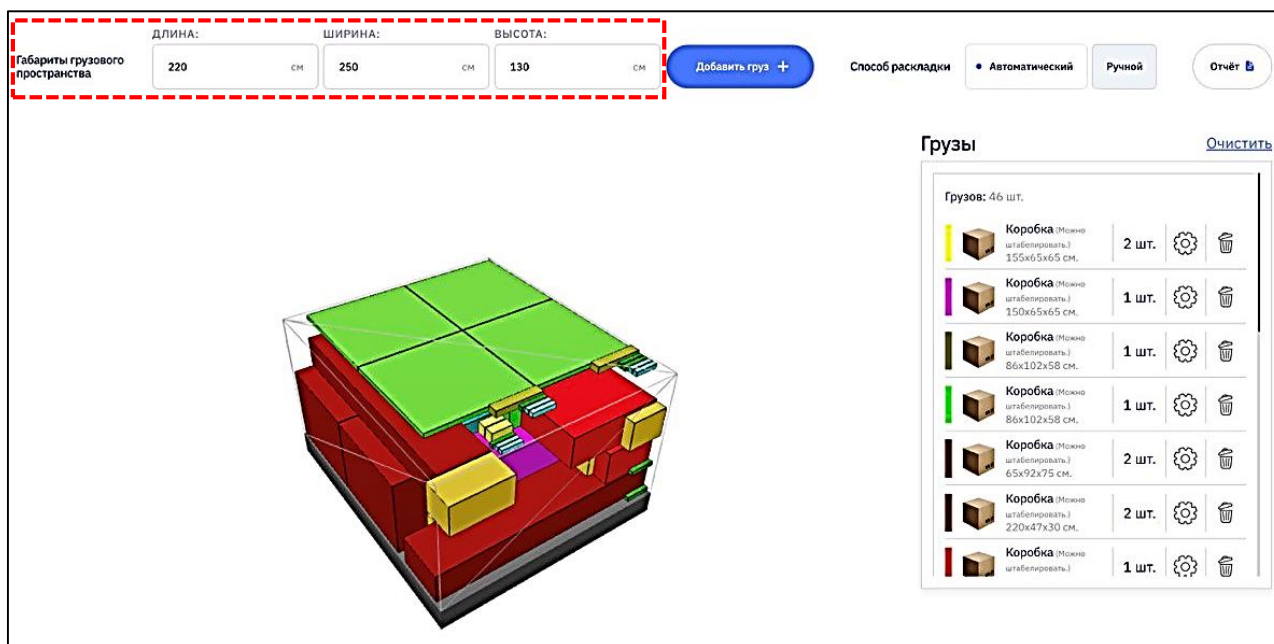 Габариты грузового
пространства
ДЛИНА:
220 см
ШИРИНА:
250 см
ВЫСОТА:
130 см
Добавить груз +
Способ раскладки
• Автоматический
Ручной
Отчёт
Грузы
Очистить
Грузов: 46 шт.
Коробка (Можно
штабелировать.)
155x65x65 см.
2 шт.
Коробка (Можно
штабелировать.)
150x65x65 см.
1 шт.
Коробка (Можно
штабелировать.)
86x102x58 см.
1 шт.
Коробка (Можно
штабелировать.)
86x102x58 см.
1 шт.
Коробка (Можно
штабелировать.)
65x92x75 см.
2 шт.
Коробка (Можно
штабелировать.)
220x47x30 см.
2 шт.
Коробка (Можно
штабелировать.)
1 шт.